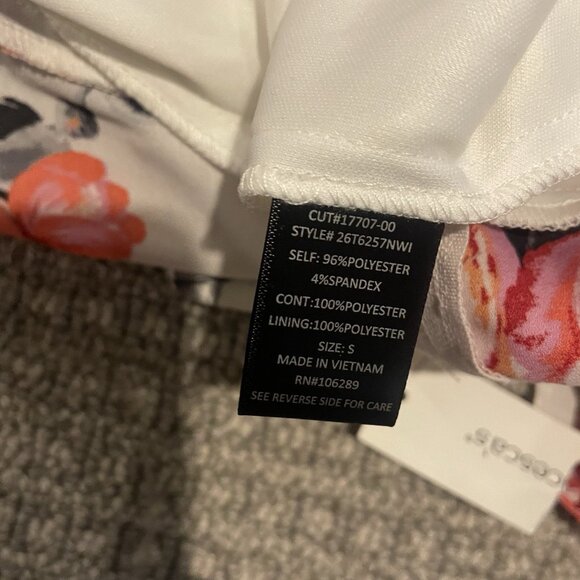 CUT#17707-00
STYLE# 26T6257NWI
SELF: 96%POLYESTER
4%SPANDEX
CONT:100%POLYESTER
LINING:100%POLYESTER
SIZE: S
MADE IN VIETNAM
RN#106289
SEE REVERSE SIDE FOR CARE